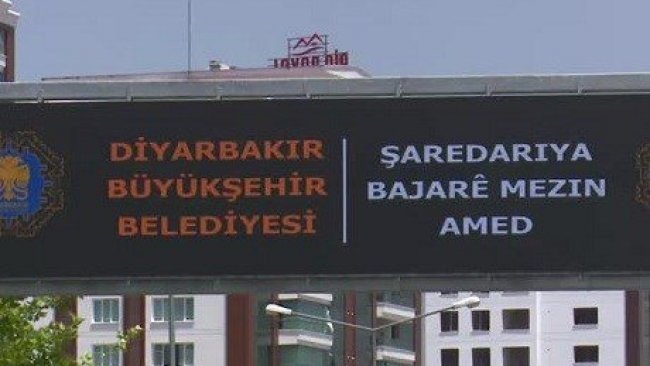 DİYARBAKIR
BÜYÜKŞEHİR
BELEDİYESİ
ŞAREDARIYA
BAJARÊ MEZIN
AMED